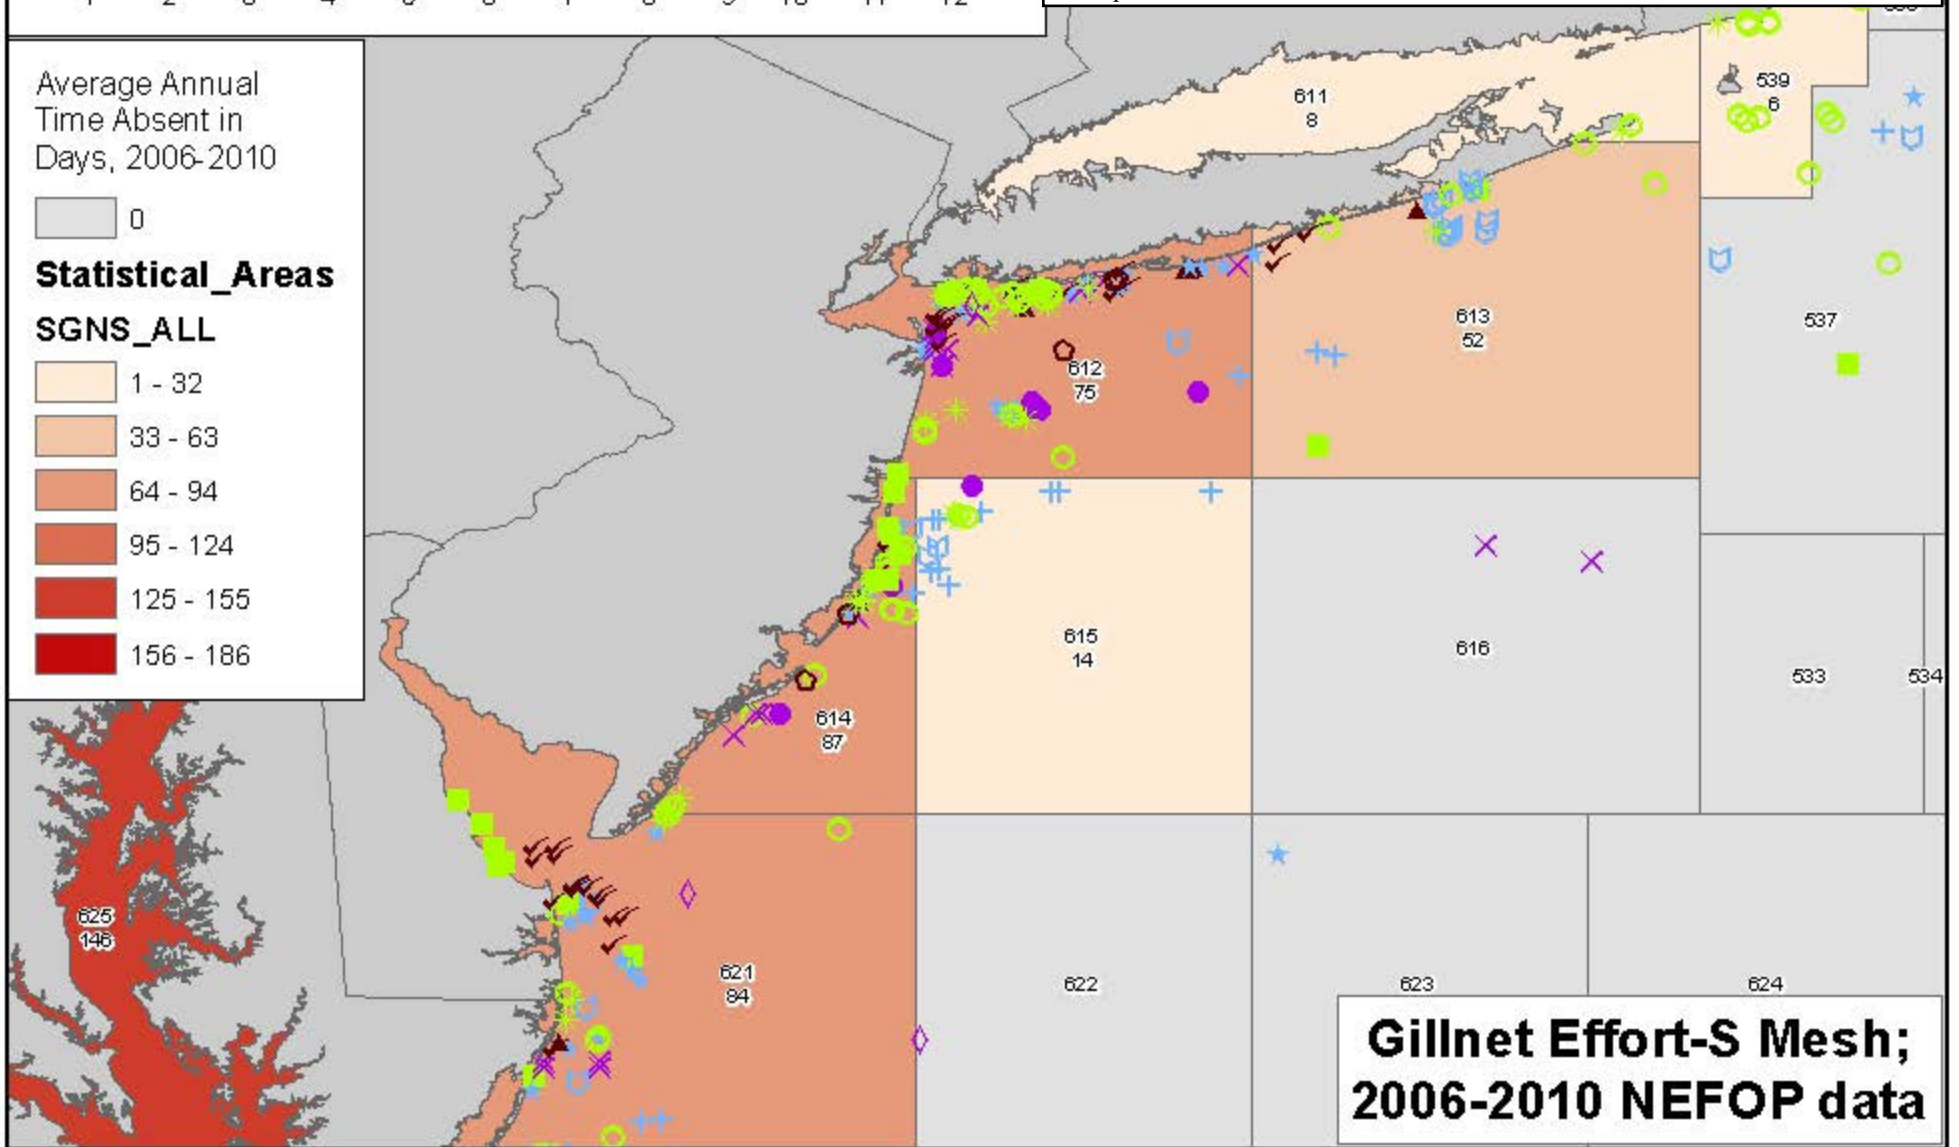 Average Annual
Time Absent in
Days, 2006-2010
0
Statistical_Areas
SGNS_ALL
1 - 32
33 - 63
64 - 94
95 - 124
125 - 155
156 - 186
611
8
539
6
613
52
537
612
75
615
14
616
533
534
614
87
625
146
621
84
622
623
624
Gillnet Effort-S Mesh;
2006-2010 NEFOP data